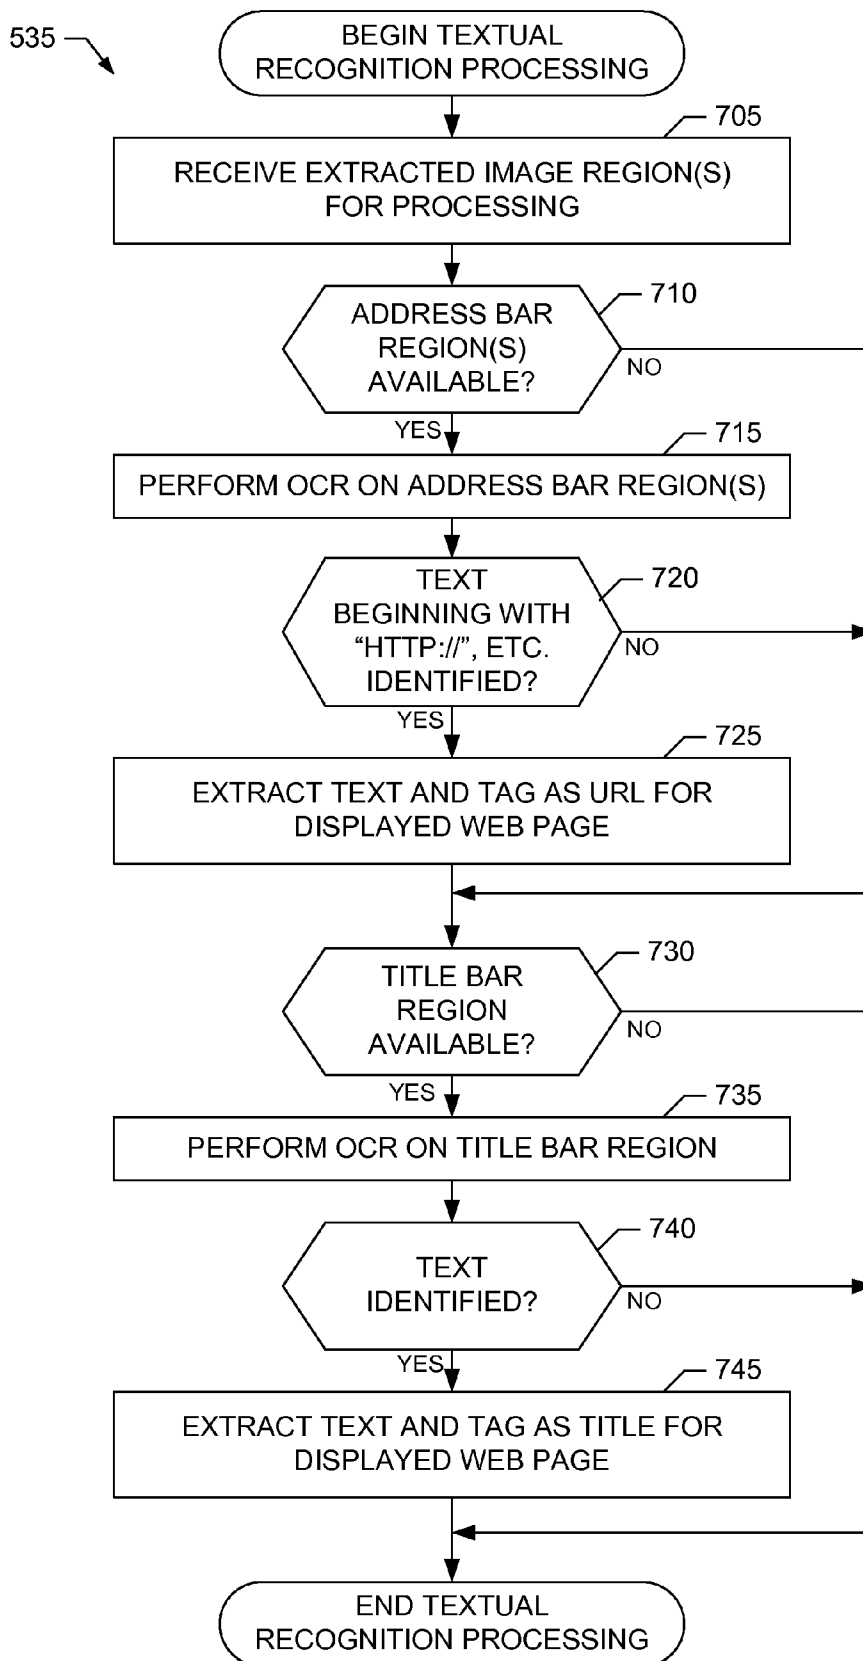 535
BEGIN TEXTUAL
RECOGNITION PROCESSING
705
RECEIVE EXTRACTED IMAGE REGION(S)
FOR PROCESSING
710
ADDRESS BAR
REGION(S)
AVAILABLE?
NO
YES
715
PERFORM OCR ON ADDRESS BAR REGION(S)
720
TEXT
BEGINNING WITH
“HTTP://”, ETC.
IDENTIFIED?
NO
YES
725
EXTRACT TEXT AND TAG AS URL FOR
DISPLAYED WEB PAGE
730
TITLE BAR
REGION
AVAILABLE?
NO
YES
735
PERFORM OCR ON TITLE BAR REGION
740
TEXT
IDENTIFIED?
NO
YES
745
EXTRACT TEXT AND TAG AS TITLE FOR
DISPLAYED WEB PAGE
END TEXTUAL
RECOGNITION PROCESSING